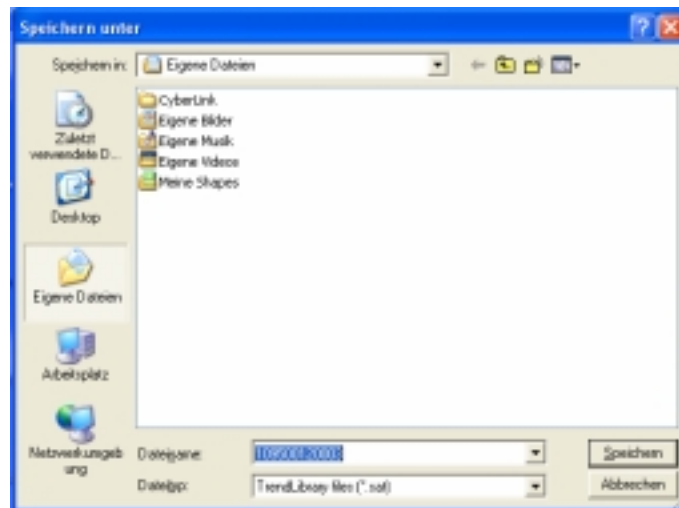 Speichern unter
Speichern in:
Eigene Dateien
CyberLink
Eigene Bilder
Eigene Musik
Eigene Videos
Meine Shapes
Zuletzt
verwendete D...
Desktop
Eigene Dateien
Arbeitsplatz
Netzwerkumgeb
ung
Dateiname:
Speichern
Dateityp:
TrendLibrary files (*.sat)
Abbrechen